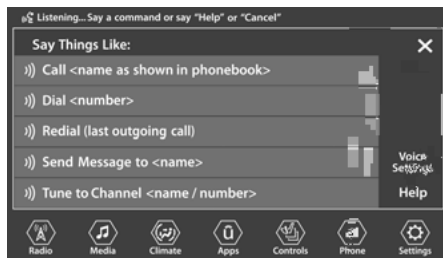 Listening...Say a command or say "Help" or "Cancel"
Say Things Like:
Call <name as shown in phonebook>
Dial <number>
Redial (last outgoing call)
Send Message to <name>
Tune to Channel <name / number>
Voice
Help
Radio
Media
Climate
Apps
Controls
Phone
Settings